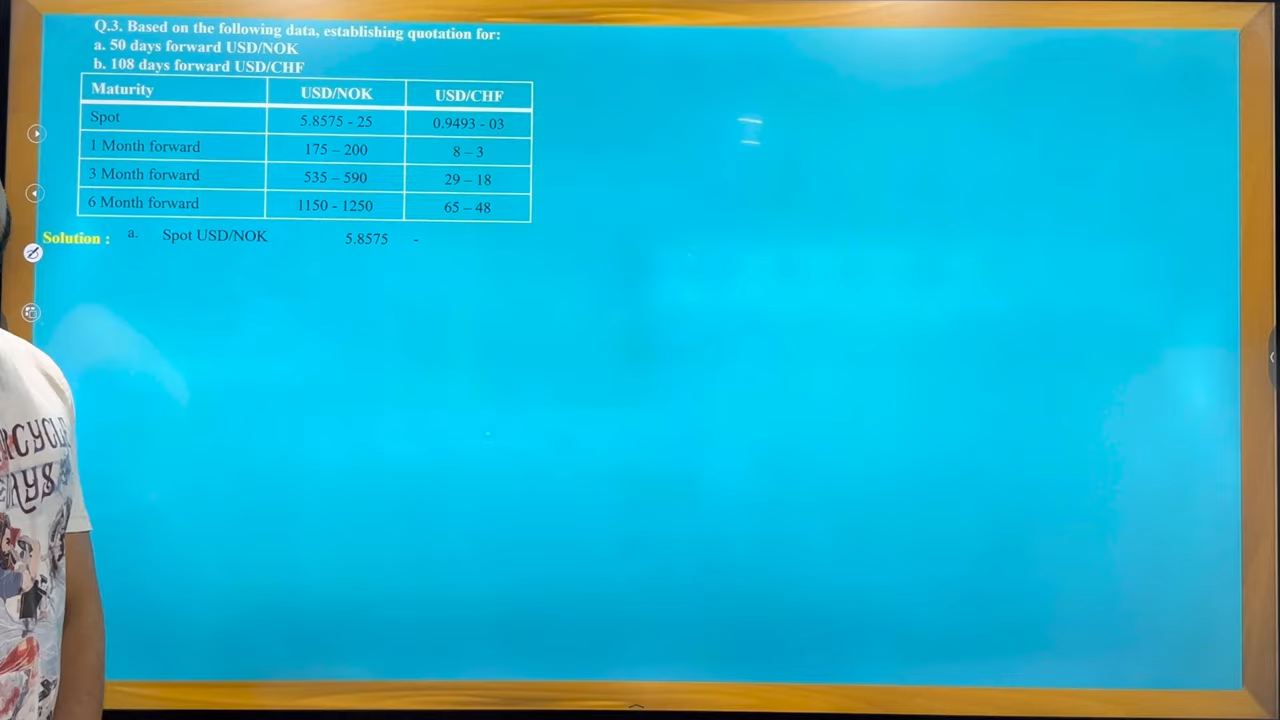 Q.3. Based on the following data, establishing quotation for:
a. 50 days forward USD/NOK
b. 108 days forward USD/CHF
Maturity USD/NOK USD/CHF
Spot 5.8575 - 25 0.9493 - 03
1 Month forward 175 – 200 8 – 3
3 Month forward 535 – 590 29 – 18
6 Month forward 1150 - 1250 65 – 48
Solution : a. Spot USD/NOK 5.8575 -